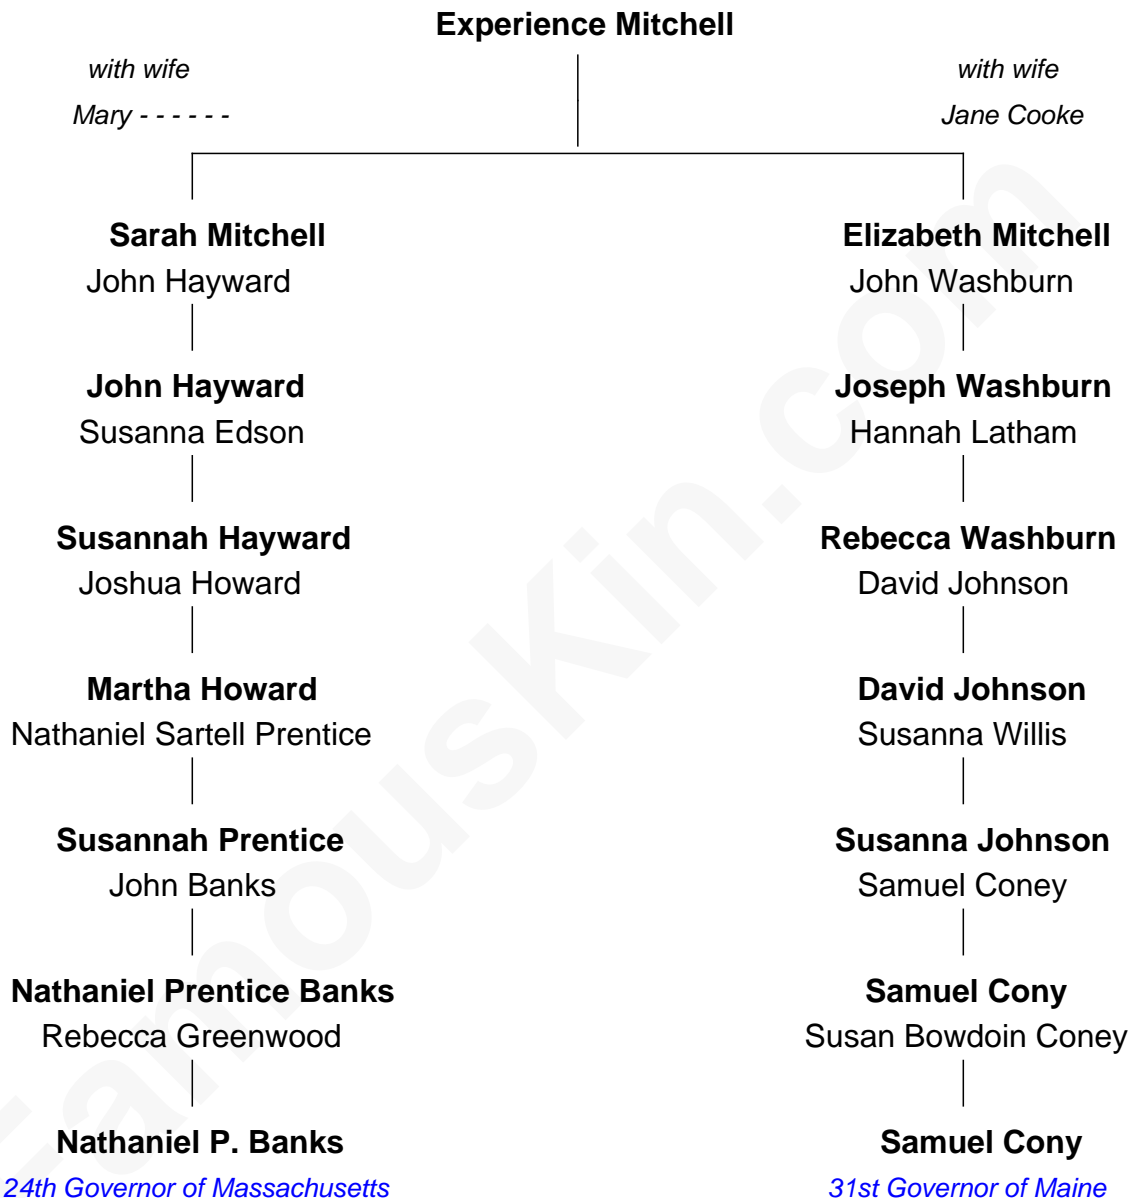 Experience Mitchell
with wife
with wife
Mary - - - - - -
Jane Cooke
Sarah Mitchell
Elizabeth Mitchell
John Hayward
John Washburn
John Hayward
Joseph Washburn
Susanna Edson
Hannah Latham
Susannah Hayward
Rebecca Washburn
Joshua Howard
David Johnson
Martha Howard
David Johnson
Nathaniel Sartell Prentice
Susanna Willis
Susannah Prentice
Susanna Johnson
John Banks
Samuel Coney
Nathaniel Prentice Banks
Samuel Cony
Rebecca Greenwood
Susan Bowdoin Coney
Nathaniel P. Banks
Samuel Cony
24th Governor of Massachusetts
31st Governor of Maine
FamousKin.com